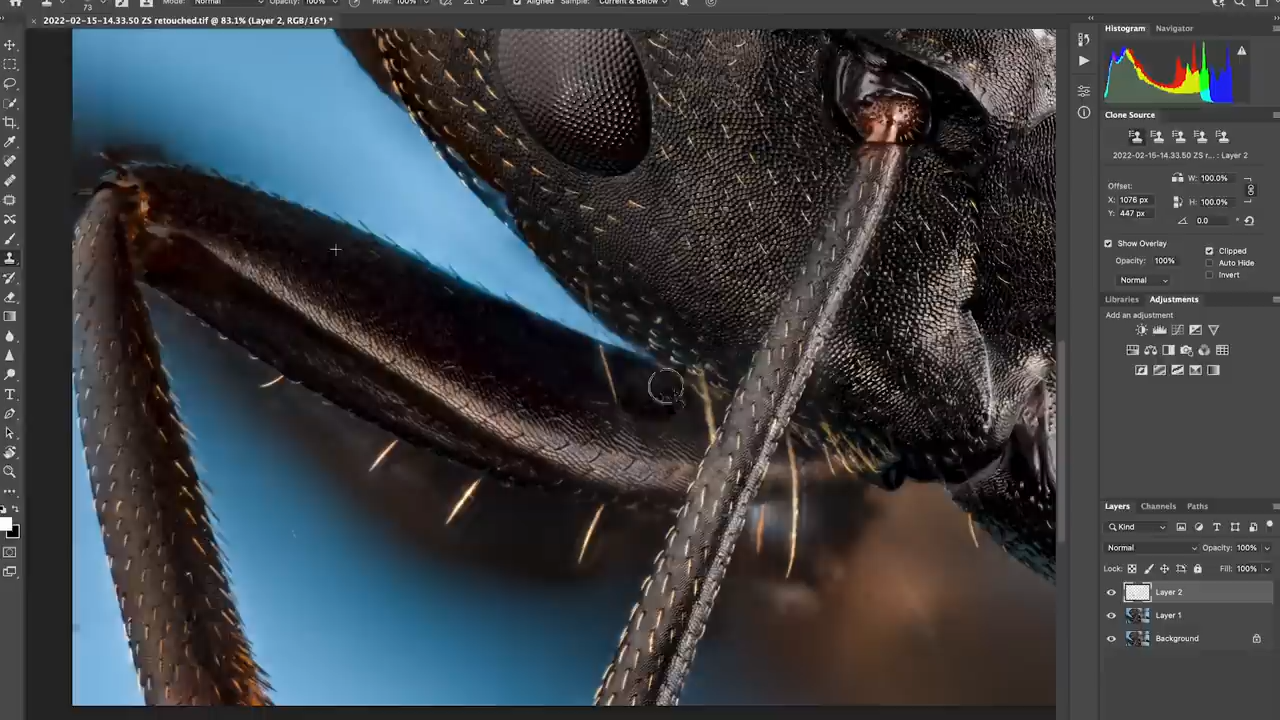 73 Mode: Normal Opacity: 100% Flow: 100% 0° Aligned Sample: Current & Below
× 2022-02-15-14.33.50 ZS retouched.tif @ 83.1% (Layer 2, RGB/16*) *
Histogram Navigator
Clone Source
2022-02-15-14.33.50 ZS r... : Layer 2
W: 100.0%
Offset:
X: 1076 px H: 100.0%
Y: 447 px 0.0 °
Show Overlay Clipped
Opacity: 100% Auto Hide
Normal Invert
Libraries Adjustments
Add an adjustment
Layers Channels Paths
Kind
Normal Opacity: 100%
Lock: Fill: 100%
Layer 2
Layer 1
Background